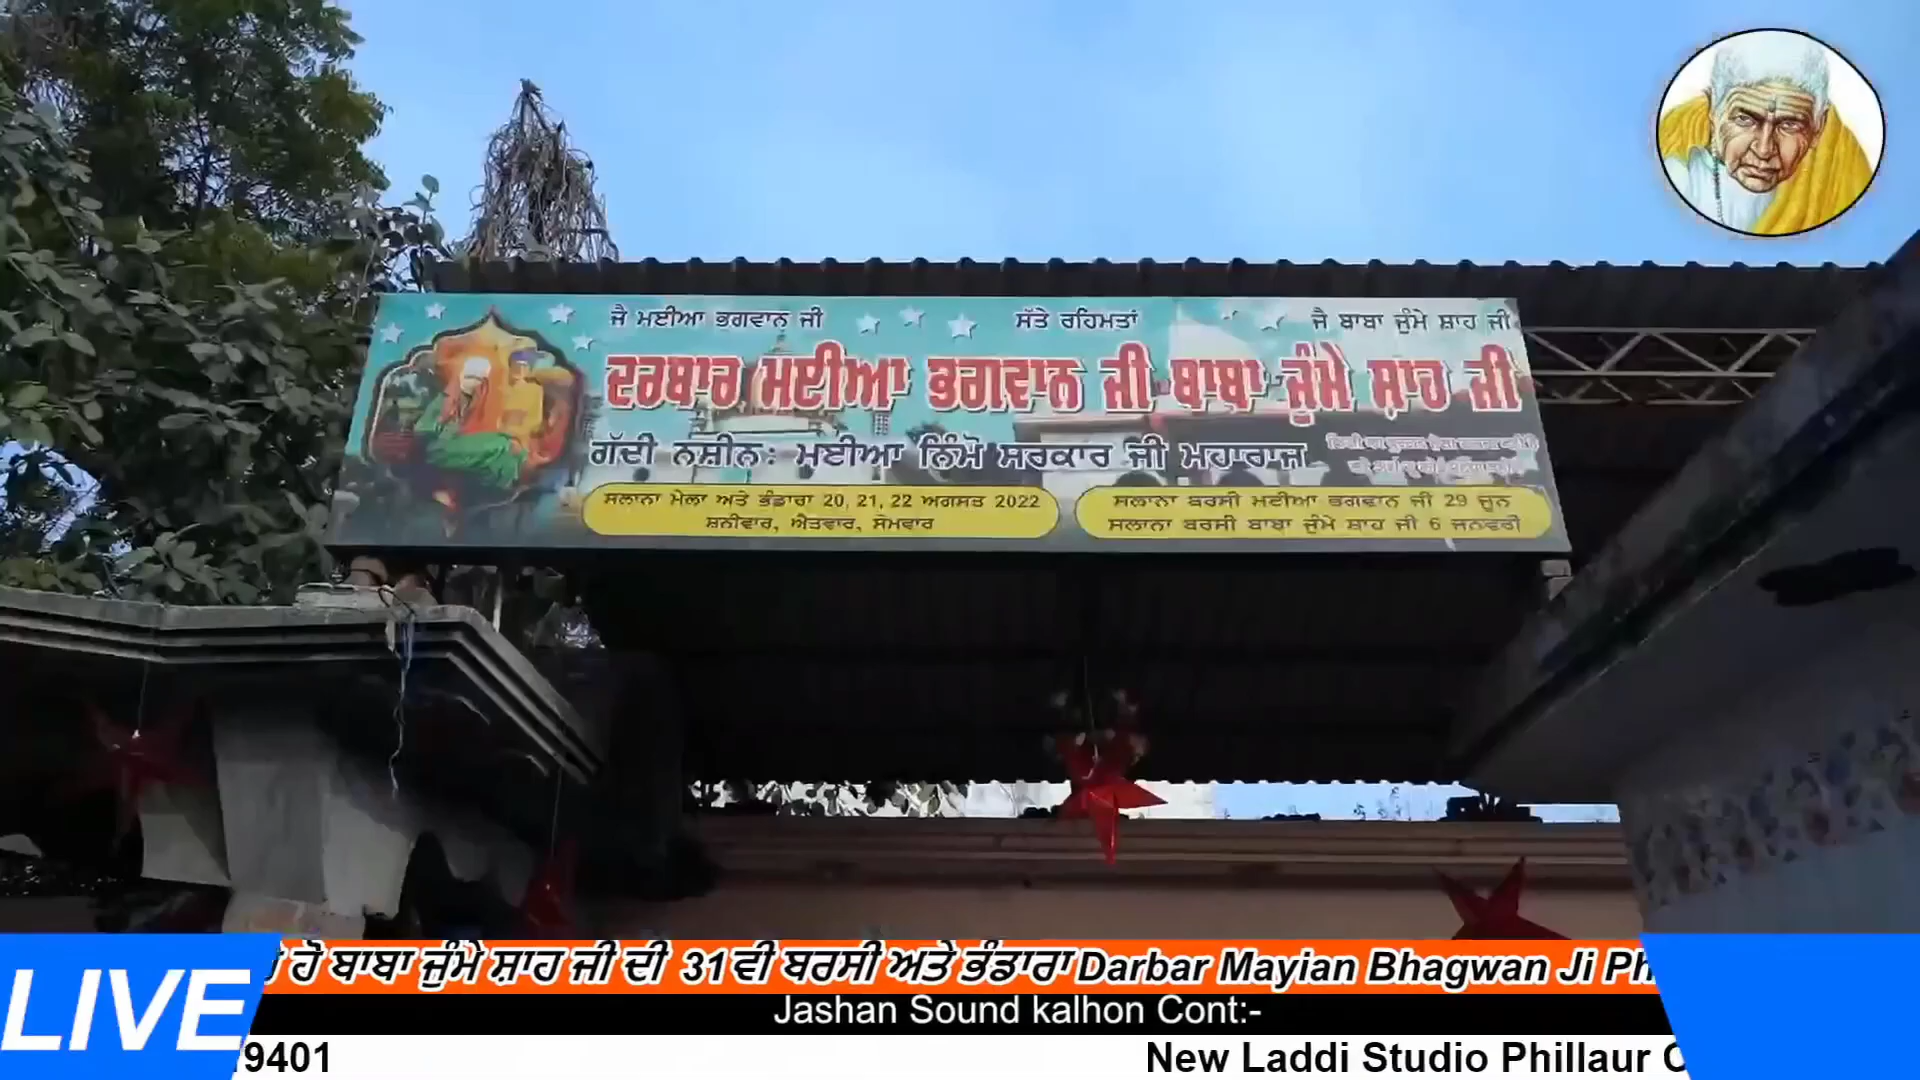 ਜੈ ਮਈਆ ਭਗਵਾਨ ਜੀ ਸੱਤੇ ਰਹਿਮਤਾਂ ਜੈ ਬਾਬਾ ਜੁੰਮੇ ਸ਼ਾਹ ਜੀ
ਦਰਬਾਰ ਮਈਆ ਭਗਵਾਨ ਜੀ ਬਾਬਾ ਜੁੰਮੇ ਸ਼ਾਹ ਜੀ
ਗੱਦੀ ਨਸ਼ੀਨ: ਮਈਆ ਨਿੰਮੋ ਸਰਕਾਰ ਜੀ ਮਹਾਰਾਜ
ਸਲਾਨਾ ਮੇਲਾ ਅਤੇ ਭੰਡਾਰਾ 20, 21, 22 ਅਗਸਤ 2022
ਸ਼ਨੀਵਾਰ, ਐਤਵਾਰ, ਸੋਮਵਾਰ
ਸਲਾਨਾ ਬਰਸੀ ਮਈਆ ਭਗਵਾਨ ਜੀ 29 ਜੂਨ
ਸਲਾਨਾ ਬਰਸੀ ਬਾਬਾ ਜੁੰਮੇ ਸ਼ਾਹ ਜੀ 6 ਜਨਵਰੀ
ਹੋ ਬਾਬਾ ਜੁੰਮੇ ਸ਼ਾਹ ਜੀ ਦੀ 31ਵੀ ਬਰਸੀ ਅਤੇ ਭੰਡਾਰਾ Darbar Mayian Bhagwan Ji Ph
LIVE
Jashan Sound kalhon Cont:-
9401 New Laddi Studio Phillaur C